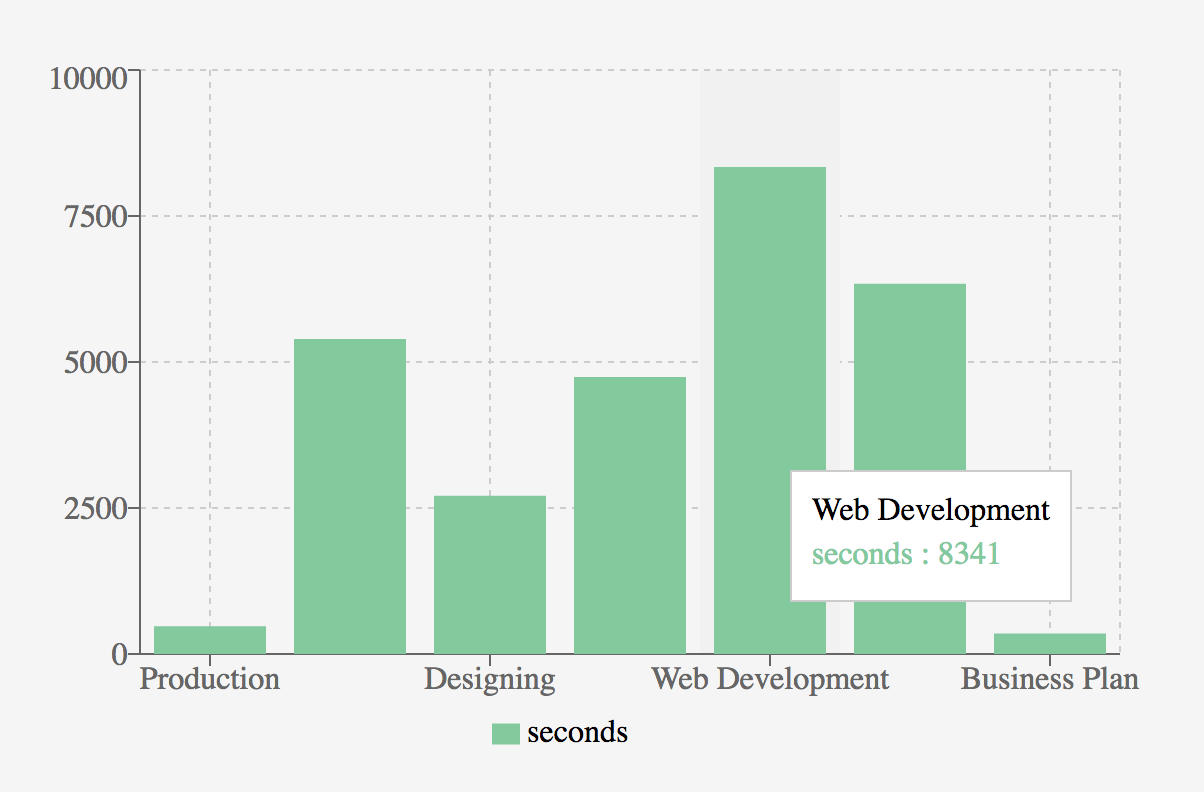 10000
7500
5000
2500
0
Web Development
seconds : 8341
Production
Designing
Web Development
Business Plan
seconds